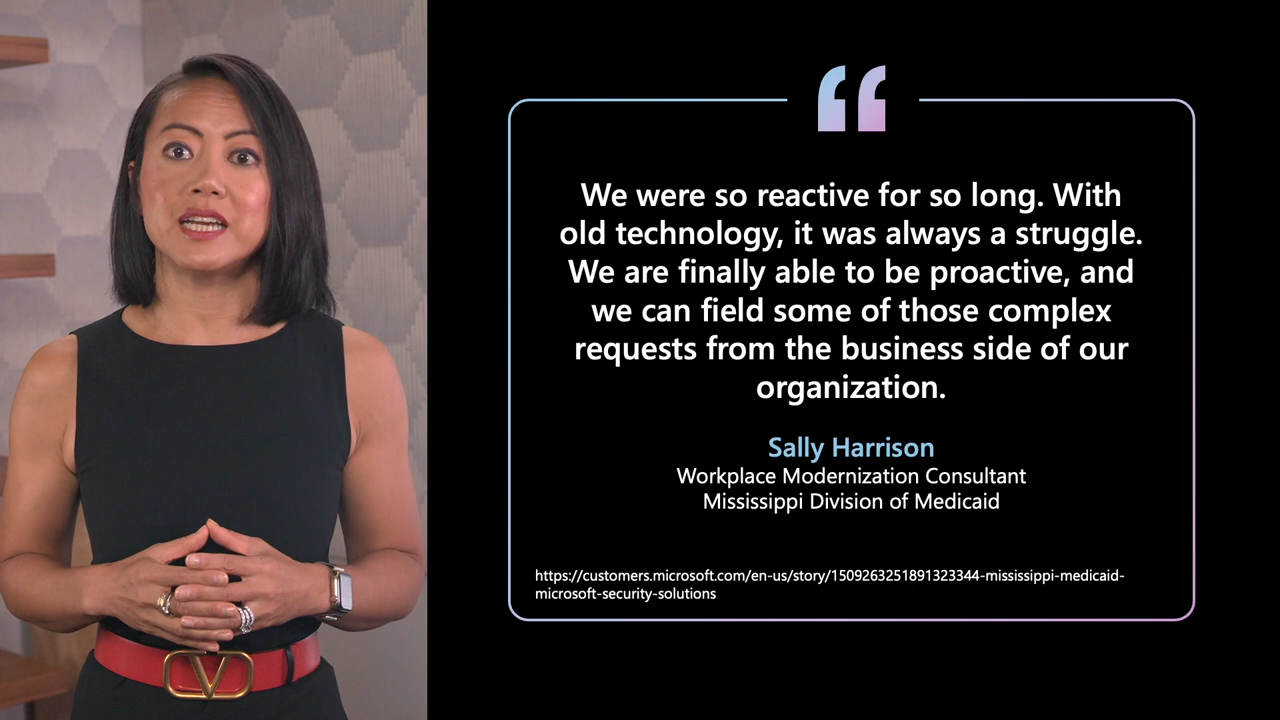 We were so reactive for so long. With
old technology, it was always a struggle.
We are finally able to be proactive, and
we can field some of those complex
requests from the business side of our
organization.
Sally Harrison
Workplace Modernization Consultant
Mississippi Division of Medicaid
https://customers.microsoft.com/en-us/story/1509263251891323344-mississippi-medicaid-
microsoft-security-solutions